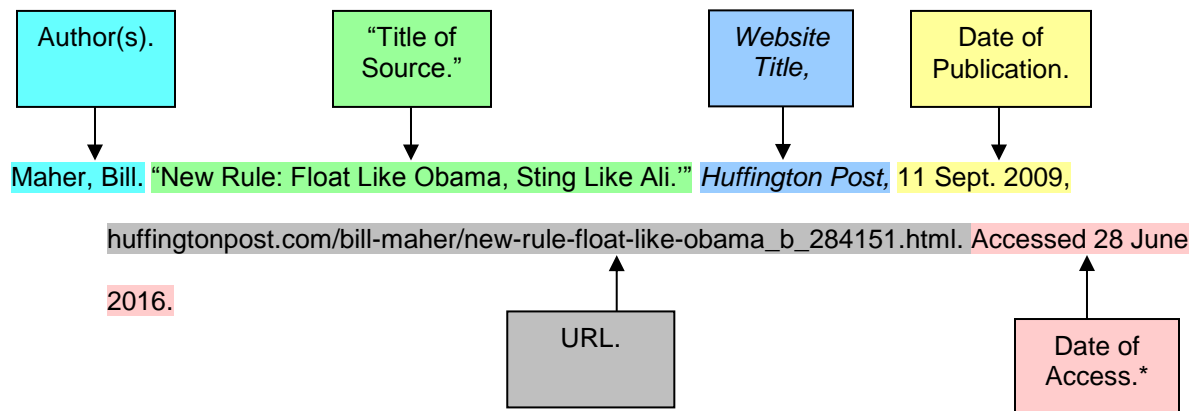 Author(s).
“Title of
Source.”
Website
Title,
Date of
Publication.
Maher, Bill. “New Rule: Float Like Obama, Sting Like Ali.’” Huffington Post, 11 Sept. 2009,
huffingtonpost.com/bill-maher/new-rule-float-like-obama_b_284151.html. Accessed 28 June
2016.
URL.
Date of
Access.*